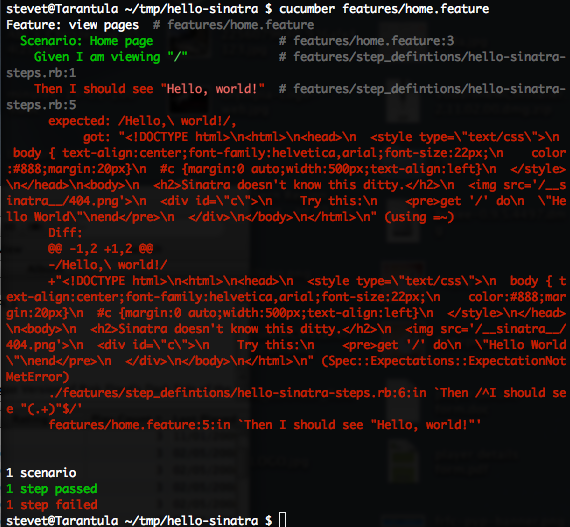 stevet@Tarantula ~/tmp/hello-sinatra $ cucumber features/home.feature
Feature: view pages  # features/home.feature
  Scenario: Home page                # features/home.feature:3
    Given I am viewing "/"           # features/step_defintions/hello-sinatra-
steps.rb:1
    Then I should see "Hello, world!"  # features/step_defintions/hello-sinatra-
steps.rb:5
      expected: /Hello,\ world!/,
           got: "<!DOCTYPE html>\n<html>\n<head>\n  <style type=\"text/css\">\n
 body { text-align:center;font-family:helvetica,arial;font-size:22px;\n    color
:#888;margin:20px}\n  #c {margin:0 auto;width:500px;text-align:left}\n  </style>
\n</head>\n<body>\n  <h2>Sinatra doesn't know this ditty.</h2>\n  <img src='/__s
inatra__/404.png'>\n  <div id=\"c\">\n    Try this:\n    <pre>get '/' do\n  \"He
llo World\"\nend</pre>\n  </div>\n</body>\n</html>\n" (using =~)
      Diff:
      @@ -1,2 +1,2 @@
      -/Hello,\ world!/
      +"<!DOCTYPE html>\n<html>\n<head>\n  <style type=\"text/css\">\n  body { t
ext-align:center;font-family:helvetica,arial;font-size:22px;\n    color:#888;mar
gin:20px}\n  #c {margin:0 auto;width:500px;text-align:left}\n  </style>\n</head>
\n<body>\n  <h2>Sinatra doesn't know this ditty.</h2>\n  <img src='/__sinatra__/
404.png'>\n  <div id=\"c\">\n    Try this:\n    <pre>get '/' do\n  \"Hello World
\"\nend</pre>\n  </div>\n</body>\n</html>\n" (Spec::Expectations::ExpectationNot
MetError)
      ./features/step_defintions/hello-sinatra-steps.rb:6:in `Then /^I should se
e "(.+)"$/'
      features/home.feature:5:in `Then I should see "Hello, world!"'
1 scenario
1 step passed
1 step failed
stevet@Tarantula ~/tmp/hello-sinatra $